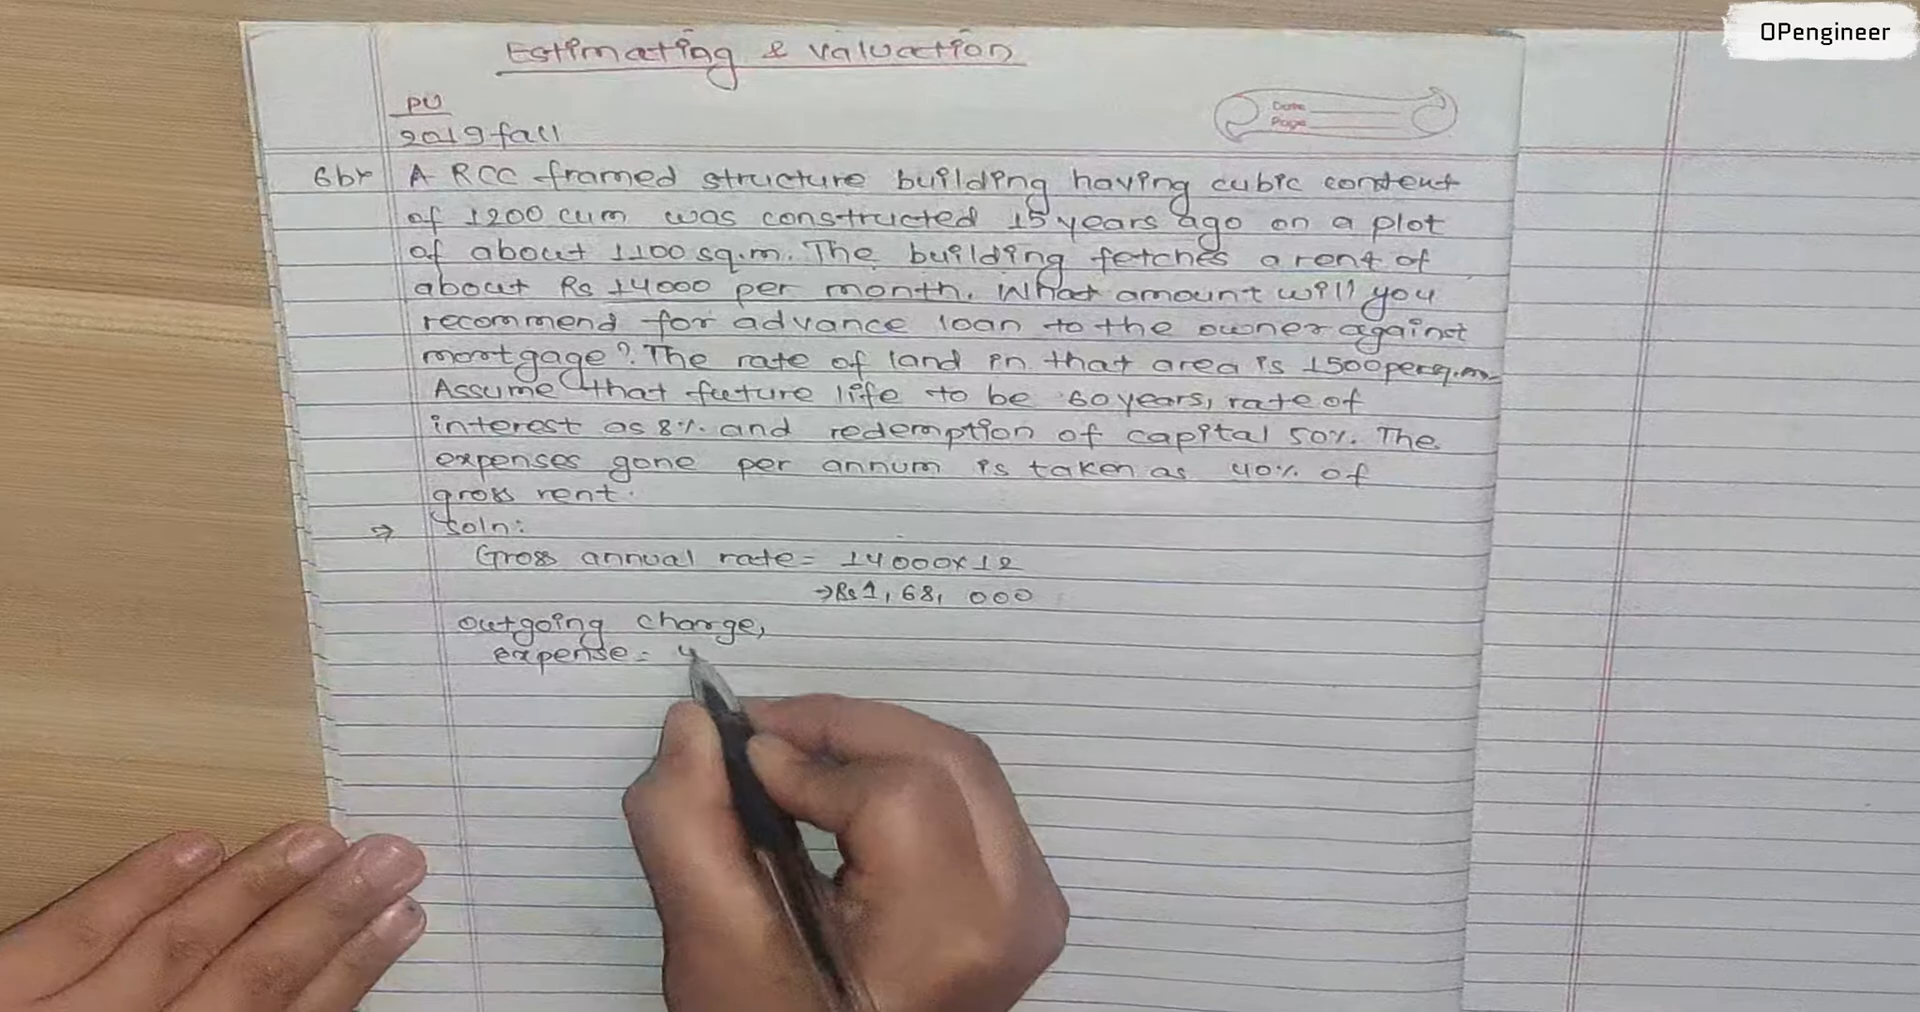 OPengineer
Estimating & valuation
PU
2019 fall
Date
Page
6b> A RCC framed structure building having cubic content
of 1200 cum was constructed 15 years ago on a plot
of about 1100 sq.m. The building fetches a rent of
about Rs 14000 per month. What amount will you
recommend for advance loan to the owner against
mortgage? The rate of land in that area is 1500 persq.m.
Assume that future life to be 60 years, rate of
interest as 8% and redemption of capital 50%. The
expenses gone per annum is taken as 40% of
gross rent.
⇒ soln:
Gross annual rate = 14000x12
→Rs 1,68,000
outgoing charge,
expense = 4